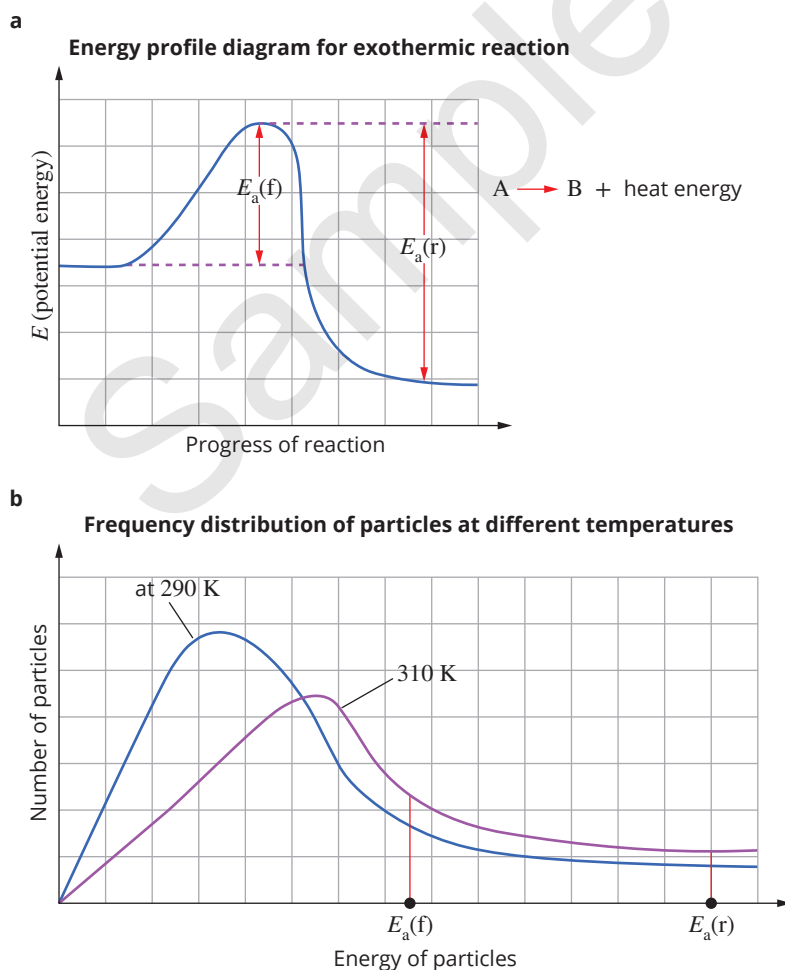 a
Energy profile diagram for exothermic reaction
E (potential energy)
Eₐ(f)
Eₐ(r)
A → B + heat energy
Progress of reaction
Sample
b
Frequency distribution of particles at different temperatures
Number of particles
at 290 K
310 K
Eₐ(f)
Eₐ(r)
Energy of particles